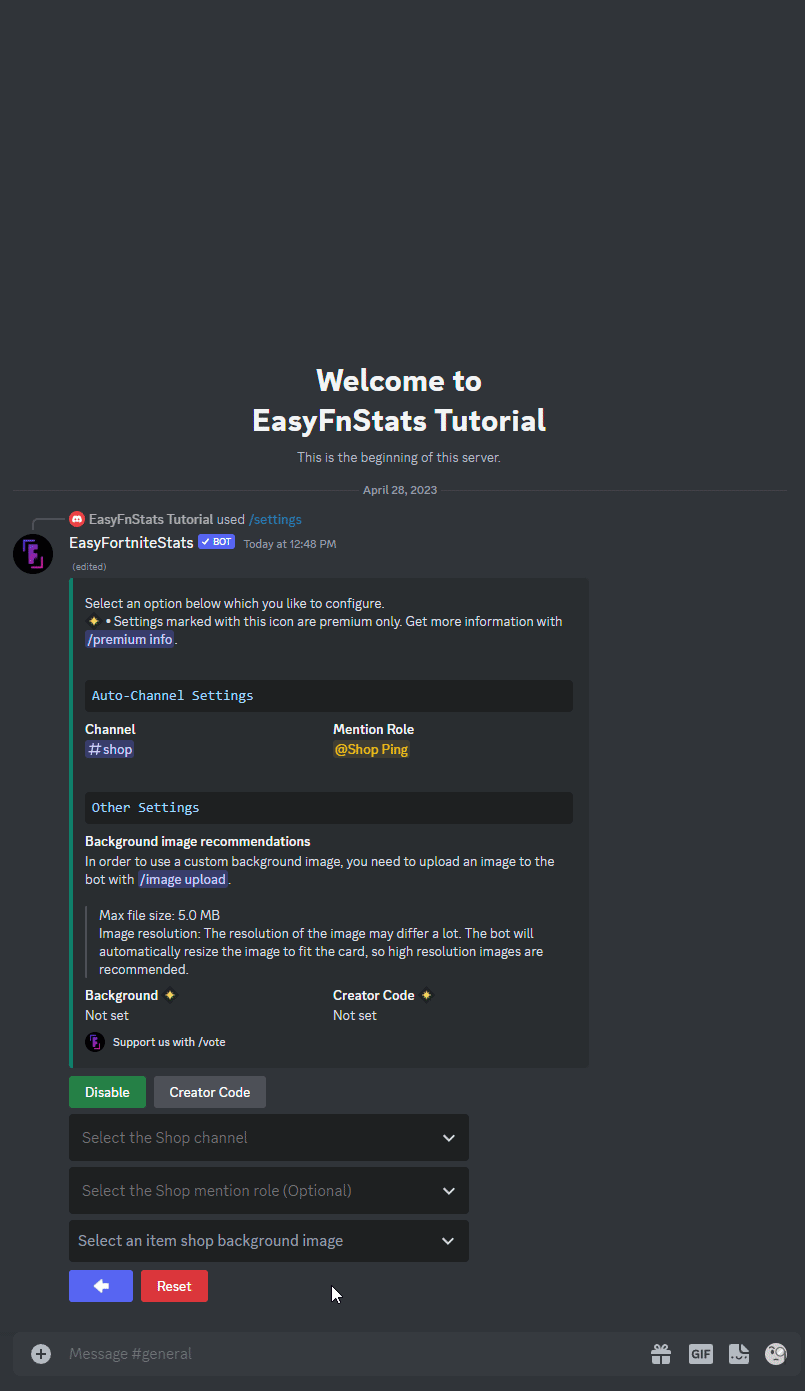 Welcome to
EasyFnStats Tutorial
This is the beginning of this server.
April 28, 2023
EasyFnStats Tutorial used /settings
EasyFortniteStats ✓ BOT Today at 12:48 PM
(edited)
Select an option below which you like to configure.
• Settings marked with this icon are premium only. Get more information with
/premium info.
Auto-Channel Settings
Channel Mention Role
#shop @Shop Ping
Other Settings
Background image recommendations
In order to use a custom background image, you need to upload an image to the
bot with /image upload.
Max file size: 5.0 MB
Image resolution: The resolution of the image may differ a lot. The bot will
automatically resize the image to fit the card, so high resolution images are
recommended.
Background Creator Code
Not set Not set
Support us with /vote
Disable Creator Code
Select the Shop channel
Select the Shop mention role (Optional)
Select an item shop background image
Reset
Message #general GIF